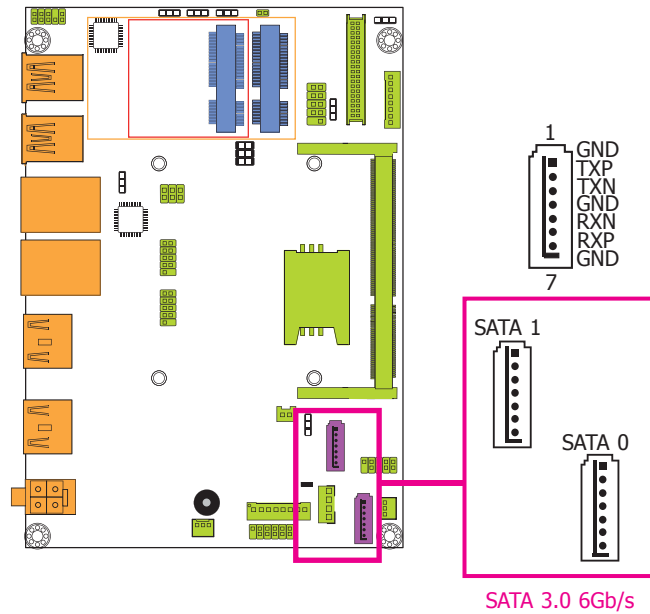 1
GND
TXP
TXN
GND
RXN
RXP
GND
7
SATA 1
SATA 0
SATA 3.0 6Gb/s